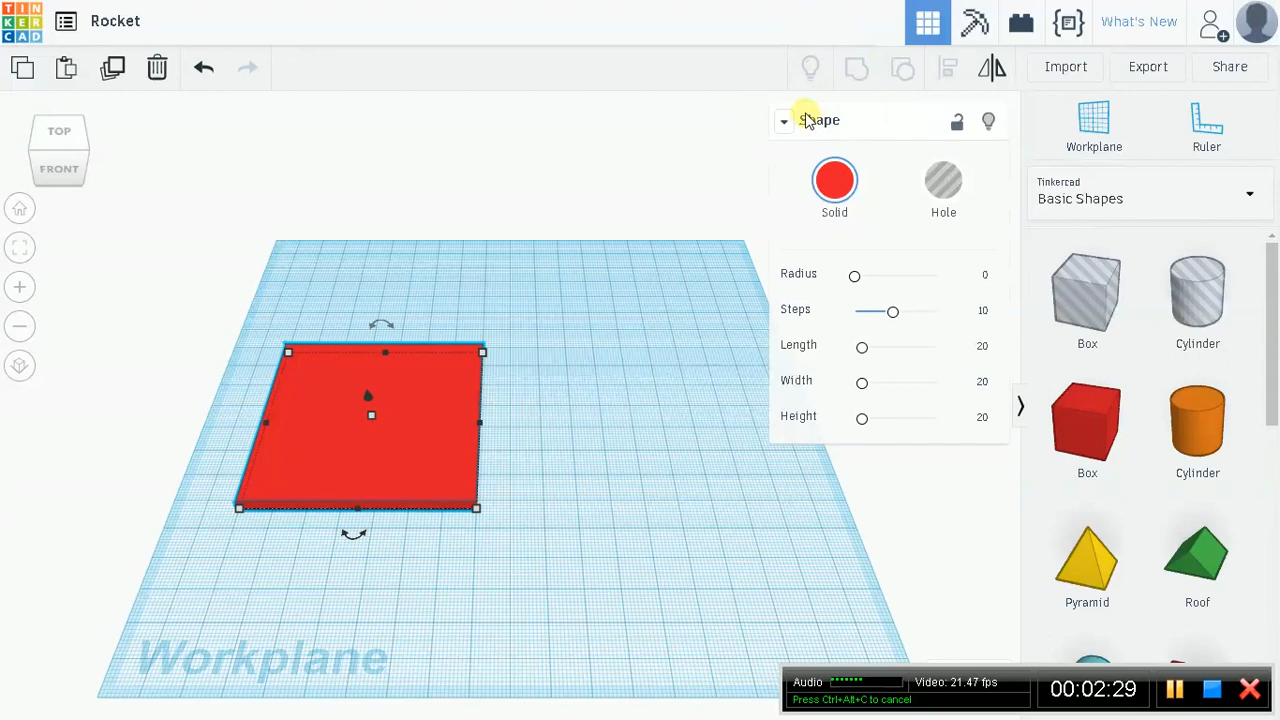 TIN
KER
CAD
Rocket
What's New
Import
Export
Share
TOP
FRONT
Shape
Solid
Hole
Radius 0
Steps 10
Length 20
Width 20
Height 20
Workplane
Ruler
Tinkercad
Basic Shapes
Box
Cylinder
Box
Cylinder
Pyramid
Roof
Workplane
Audio
Video: 21.47 fps
Press Ctrl+Alt+C to cancel
00:02:29